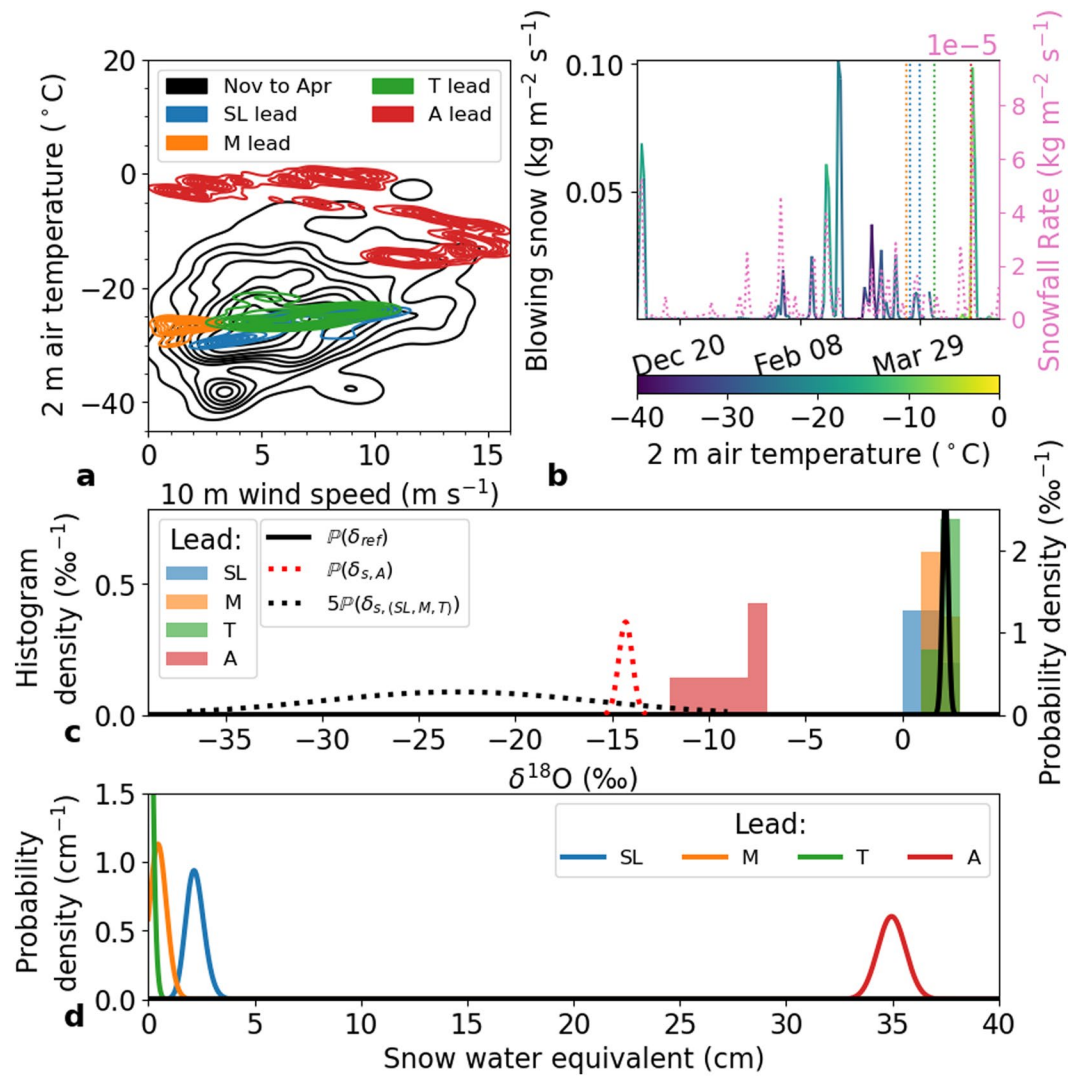 20
0
−20
−40
2 m air temperature (°C)
Nov to Apr
SL lead
M lead
T lead
A lead
0 5 10 15
a
10 m wind speed (m s⁻¹)
Blowing snow (kg m⁻² s⁻¹)
0.10
0.05
1e−5
8
6
4
2
0
Snowfall Rate (kg m⁻² s⁻¹)
Dec 20 Feb 08 Mar 29
−40 −30 −20 −10 0
b
2 m air temperature (°C)
Histogram
density (‰⁻¹)
0.5
0.0
Lead:
SL
M
T
A
ℙ(δref)
ℙ(δs,A)
5ℙ(δs,(SL,M,T))
2
1
0
Probability density (‰⁻¹)
−35 −30 −25 −20 −15 −10 −5 0
c
δ¹⁸O (‰)
Probability
density (cm⁻¹)
1.5
1.0
0.5
0.0
Lead:
SL M T A
0 5 10 15 20 25 30 35 40
d
Snow water equivalent (cm)